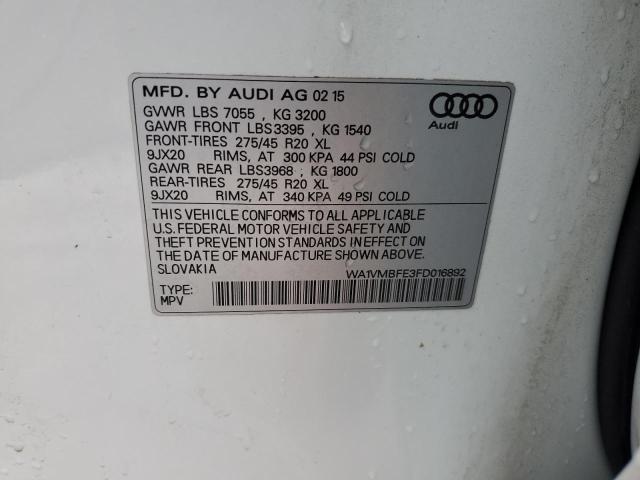 MFD. BY AUDI AG 02 15
GVWR LBS 7055 , KG 3200
GAWR FRONT LBS3395 , KG 1540
FRONT-TIRES 275/45 R20 XL
9JX20 RIMS, AT 300 KPA 44 PSI COLD
GAWR REAR LBS3968 , KG 1800
REAR-TIRES 275/45 R20 XL
9JX20 RIMS, AT 340 KPA 49 PSI COLD
Audi
THIS VEHICLE CONFORMS TO ALL APPLICABLE
U.S. FEDERAL MOTOR VEHICLE SAFETY AND
THEFT PREVENTION STANDARDS IN EFFECT ON
THE DATE OF MANUFACTURE SHOWN ABOVE.
SLOVAKIA WA1VMBFE3FD016892
TYPE:
MPV